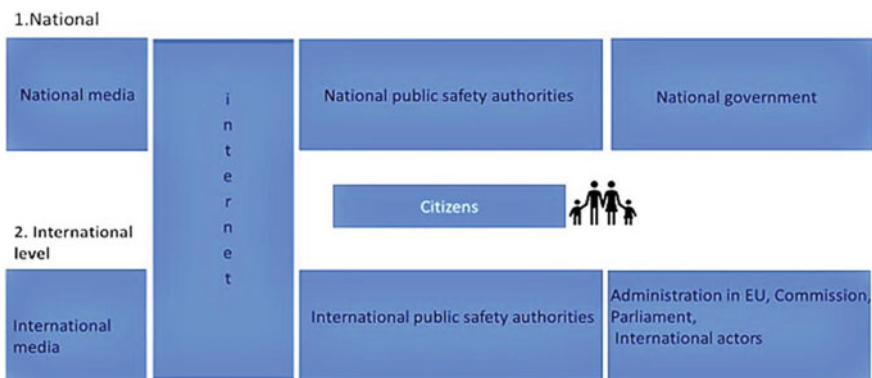 1.National
National media
internet
National public safety authorities
National government
Citizens
2. International
level
International
media
International public safety authorities
Administration in EU, Commission,
Parliament,
International actors